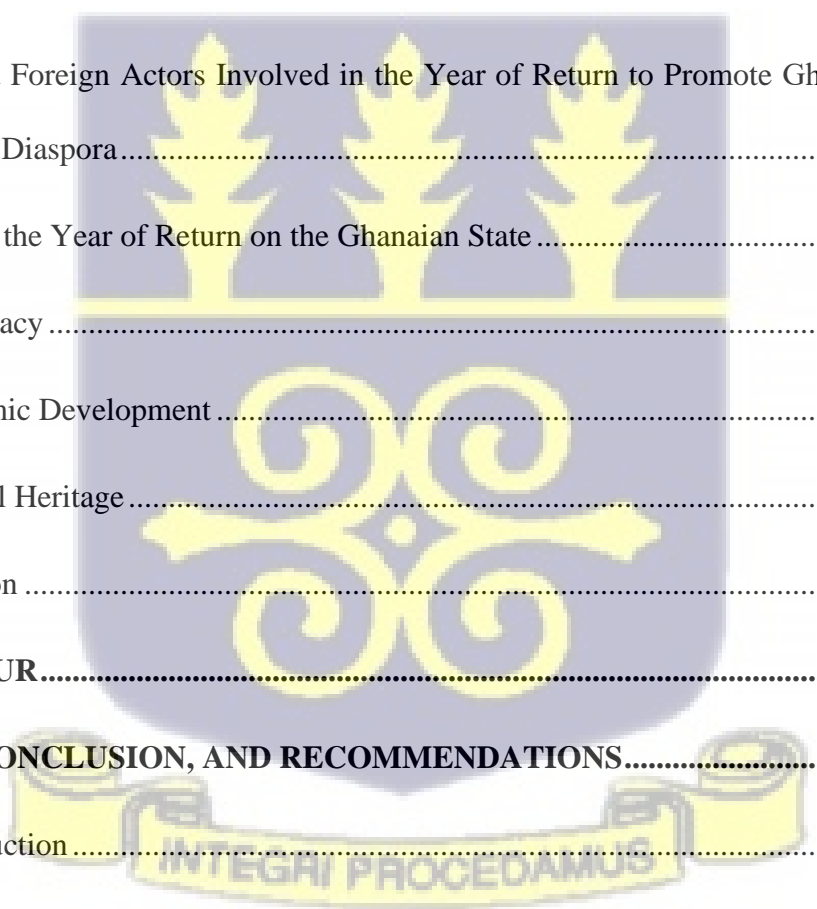 Foreign Actors Involved in the Year of Return to Promote Gh
Diaspora
the Year of Return on the Ghanaian State
acy
ic Development
Heritage
on
UR
ONCLUSION, AND RECOMMENDATIONS
uction
INTEGRI PROCEDAMUS